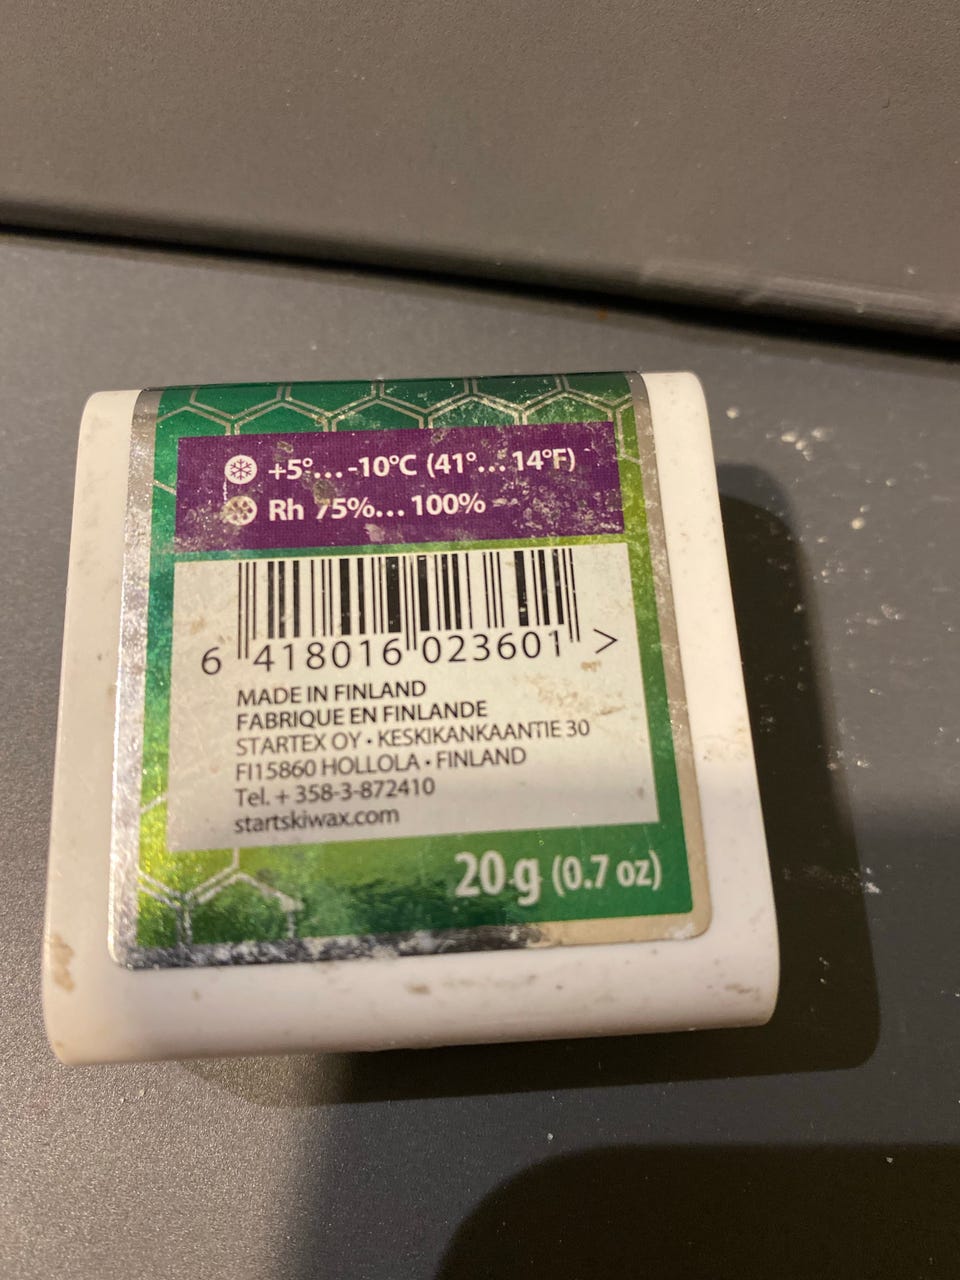 +5°...-10°C (41°...14°F)
Rh 75%...100%
6 418016 023601 >
MADE IN FINLAND
FABRIQUE EN FINLANDE
STARTEX OY • KESKIKANKAANTIE 30
FI15860 HOLLOLA • FINLAND
Tel. + 358-3-872410
startskiwax.com
20 g (0.7 oz)